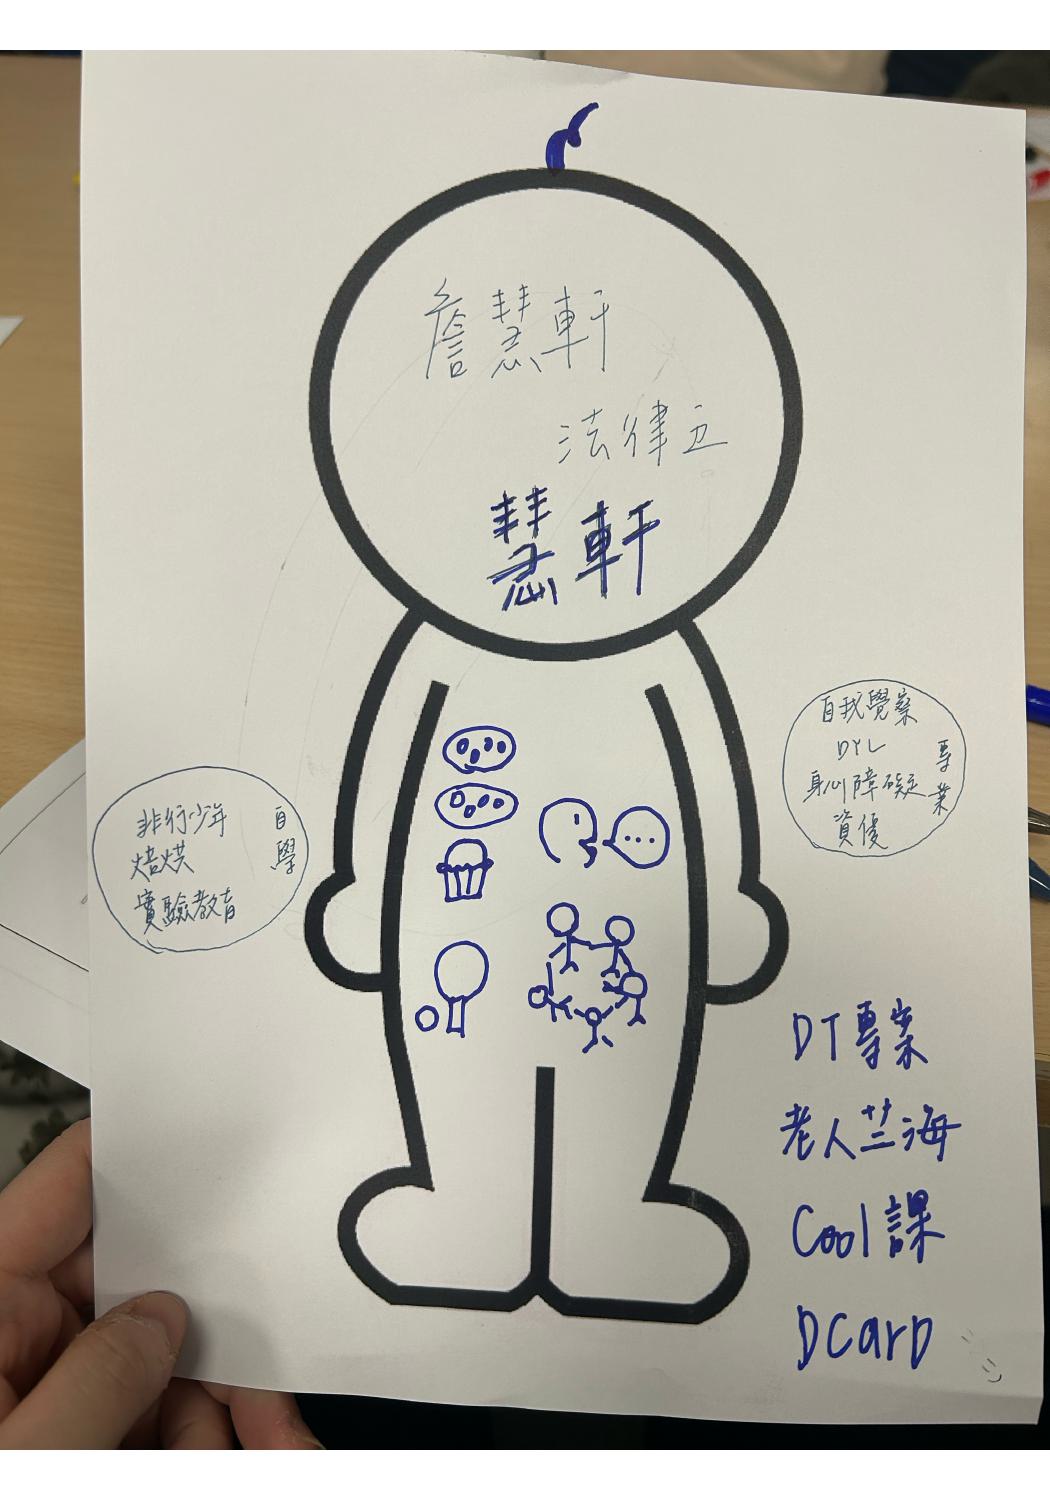 詹慧軒
法律五
慧軒
自我覺察
DYL
身心障礙
資優
專業
非行少年
焙烘
實驗教育
自學
DT專案
老人芸海
Cool課
DCarD